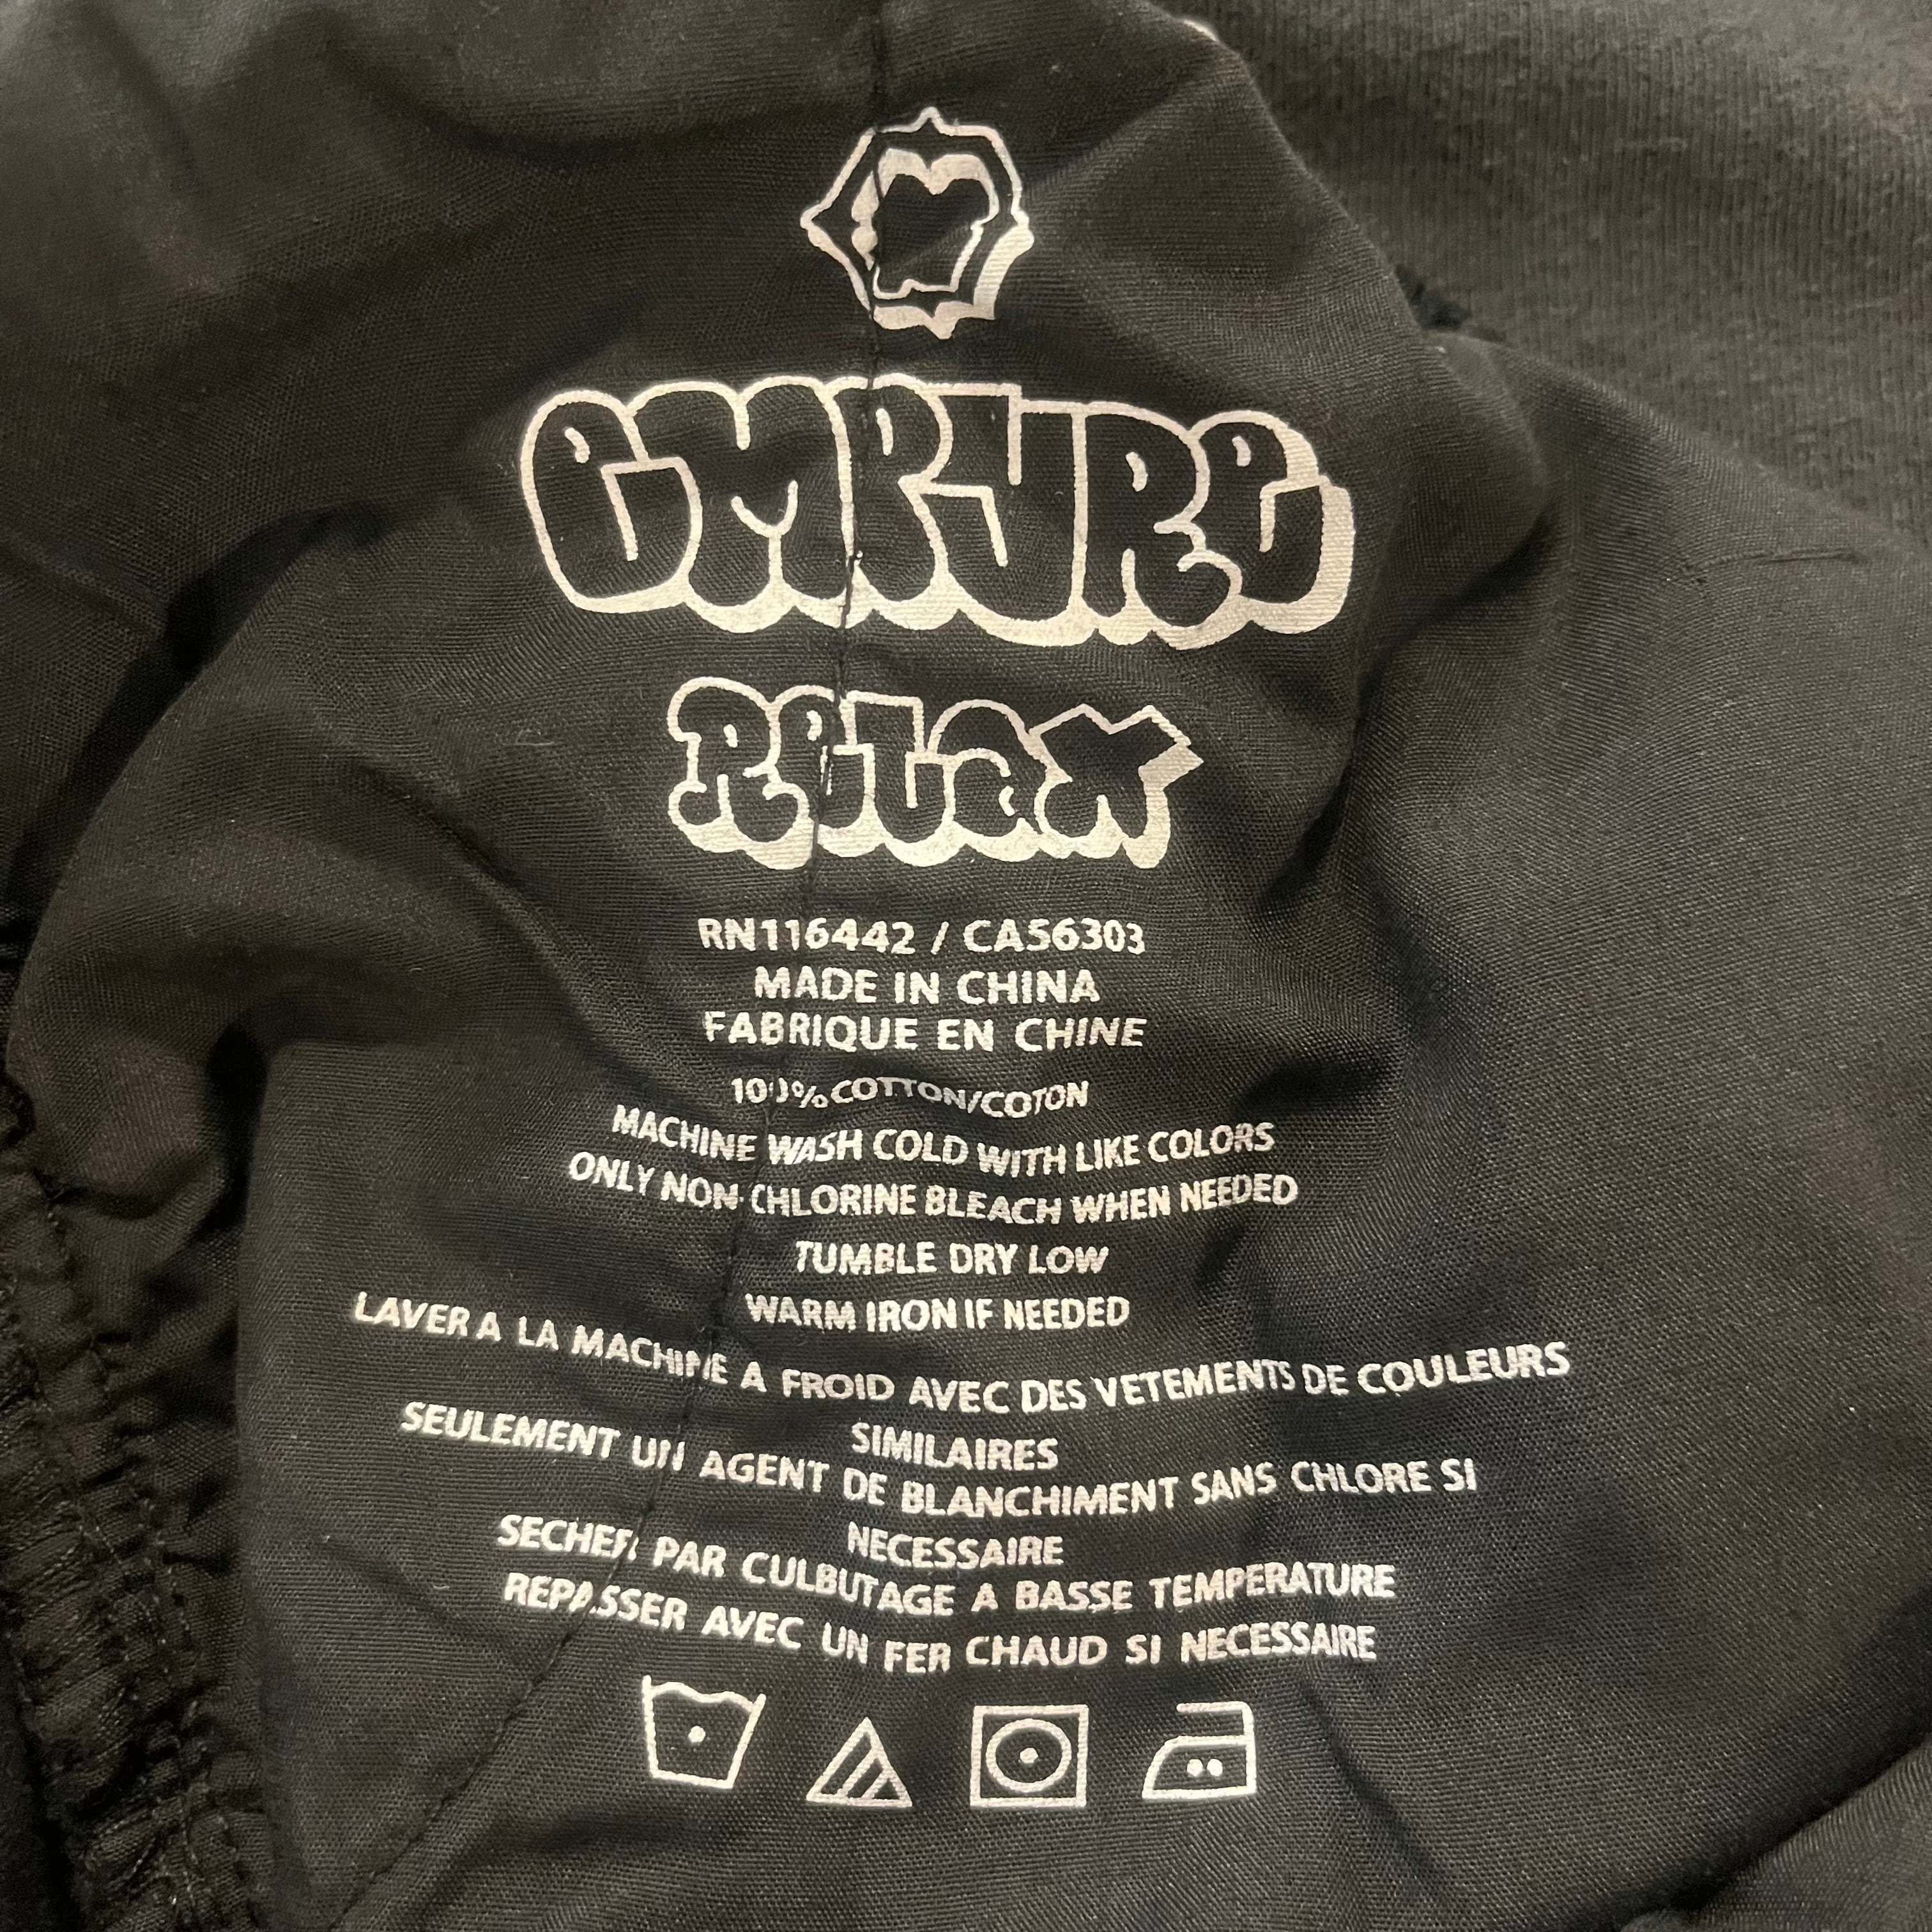 EMPYRE
RELAX
RN116442 / CA56303
MADE IN CHINA
FABRIQUE EN CHINE
100% COTTON/COTON
MACHINE WASH COLD WITH LIKE COLORS
ONLY NON-CHLORINE BLEACH WHEN NEEDED
TUMBLE DRY LOW
WARM IRON IF NEEDED
LAVER A LA MACHINE A FROID AVEC DES VETEMENTS DE COULEURS
SIMILAIRES
SEULEMENT UN AGENT DE BLANCHIMENT SANS CHLORE SI
NECESSAIRE
SECHER PAR CULBUTAGE A BASSE TEMPERATURE
REPASSER AVEC UN FER CHAUD SI NECESSAIRE